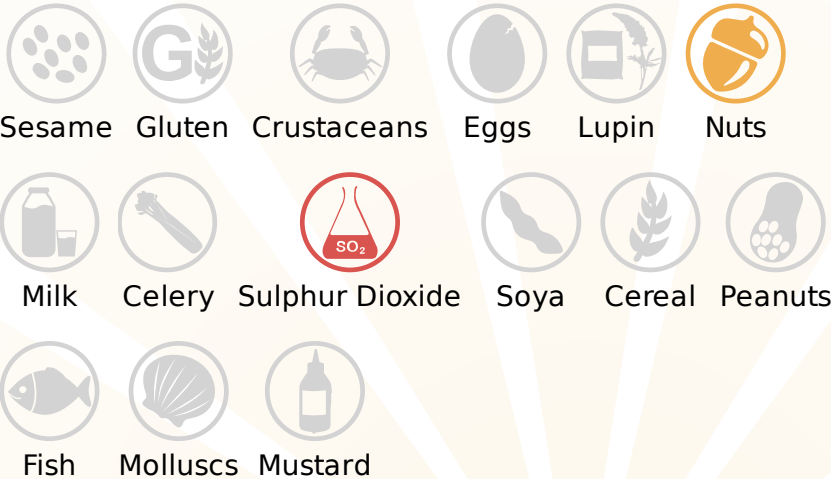 G
Sesame Gluten Crustaceans Eggs Lupin Nuts
SO₂
Milk Celery Sulphur Dioxide Soya Cereal Peanuts
Fish Molluscs Mustard